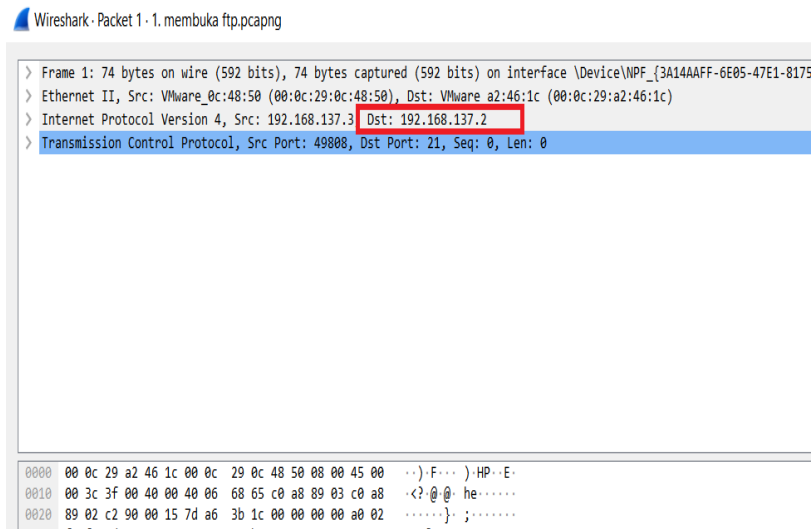 Wireshark · Packet 1 · 1. membuka ftp.pcapng
> Frame 1: 74 bytes on wire (592 bits), 74 bytes captured (592 bits) on interface \Device\NPF_{3A14AAFF-6E05-47E1-8175
> Ethernet II, Src: VMware_0c:48:50 (00:0c:29:0c:48:50), Dst: VMware_a2:46:1c (00:0c:29:a2:46:1c)
> Internet Protocol Version 4, Src: 192.168.137.3, Dst: 192.168.137.2
> Transmission Control Protocol, Src Port: 49808, Dst Port: 21, Seq: 0, Len: 0
0000 00 0c 29 a2 46 1c 00 0c 29 0c 48 50 08 00 45 00 ··)·F··· )·HP··E·
0010 00 3c 3f 00 40 00 40 06 68 65 c0 a8 89 03 c0 a8 ·<?·@·@· he······
0020 89 02 c2 90 00 15 7d a6 3b 1c 00 00 00 00 a0 02 ······}· ;·······